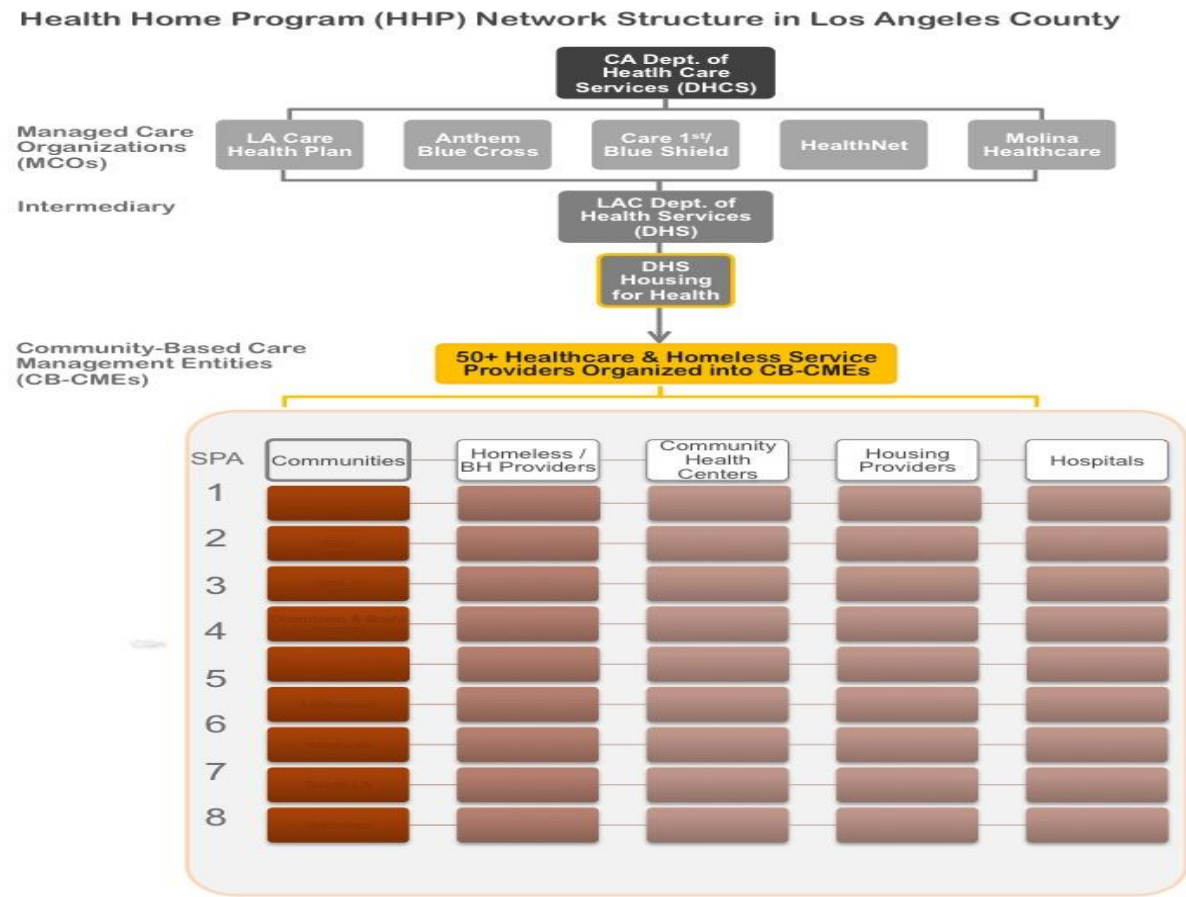 Health Home Program (HHP) Network Structure in Los Angeles County
CA Dept. of
Heatlh Care
Services (DHCS)
Managed Care
Organizations
(MCOs)
LA Care
Health Plan
Anthem
Blue Cross
Care 1st/
Blue Shield
HealthNet
Molina
Healthcare
Intermediary
LAC Dept. of
Health Services
(DHS)
DHS
Housing
for Health
Community-Based Care
Management Entities
(CB-CMEs)
50+ Healthcare & Homeless Service
Providers Organized into CB-CMEs
SPA
Communities
Homeless /
BH Providers
Community
Health
Centers
Housing
Providers
Hospitals
1
2
3
4
5
6
7
8